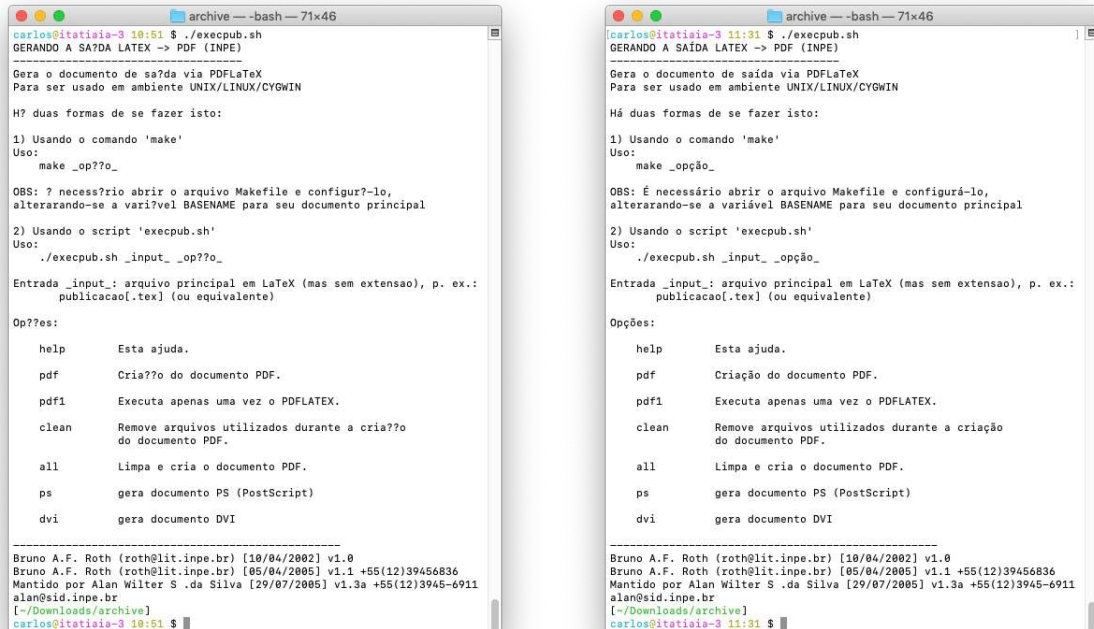 archive — -bash — 71×46
carlos@itatiaia-3 10:51 $ ./execpub.sh
GERANDO A SA?DA LATEX -> PDF (INPE)
-----------------------------------
Gera o documento de sa?da via PDFLaTeX
Para ser usado em ambiente UNIX/LINUX/CYGWIN
H? duas formas de se fazer isto:
1) Usando o comando 'make'
Uso:
make _op??o_
OBS: ? necess?rio abrir o arquivo Makefile e configur?-lo,
alterarando-se a vari?vel BASENAME para seu documento principal
2) Usando o script 'execpub.sh'
Uso:
./execpub.sh _input_ _op??o_
Entrada _input_: arquivo principal em LaTeX (mas sem extensao), p. ex.:
publicacao[.tex] (ou equivalente)
Op??es:
help Esta ajuda.
pdf Cria??o do documento PDF.
pdf1 Executa apenas uma vez o PDFLATEX.
clean Remove arquivos utilizados durante a cria??o
do documento PDF.
all Limpa e cria o documento PDF.
ps gera documento PS (PostScript)
dvi gera documento DVI
--------------------------------------------------
Bruno A.F. Roth (roth@lit.inpe.br) [10/04/2002] v1.0
Bruno A.F. Roth (roth@lit.inpe.br) [05/04/2005] v1.1 +55(12)39456836
Mantido por Alan Wilter S .da Silva [29/07/2005] v1.3a +55(12)3945-6911
alan@sid.inpe.br
[~/Downloads/archive]
carlos@itatiaia-3 10:51 $
archive — -bash — 71×46
[carlos@itatiaia-3 11:31 $ ./execpub.sh ]
GERANDO A SAÍDA LATEX -> PDF (INPE)
-----------------------------------
Gera o documento de saída via PDFLaTeX
Para ser usado em ambiente UNIX/LINUX/CYGWIN
Há duas formas de se fazer isto:
1) Usando o comando 'make'
Uso:
make _opção_
OBS: É necessário abrir o arquivo Makefile e configurá-lo,
alterarando-se a variável BASENAME para seu documento principal
2) Usando o script 'execpub.sh'
Uso:
./execpub.sh _input_ _opção_
Entrada _input_: arquivo principal em LaTeX (mas sem extensao), p. ex.:
publicacao[.tex] (ou equivalente)
Opções:
help Esta ajuda.
pdf Criação do documento PDF.
pdf1 Executa apenas uma vez o PDFLATEX.
clean Remove arquivos utilizados durante a criação
do documento PDF.
all Limpa e cria o documento PDF.
ps gera documento PS (PostScript)
dvi gera documento DVI
--------------------------------------------------
Bruno A.F. Roth (roth@lit.inpe.br) [10/04/2002] v1.0
Bruno A.F. Roth (roth@lit.inpe.br) [05/04/2005] v1.1 +55(12)39456836
Mantido por Alan Wilter S .da Silva [29/07/2005] v1.3a +55(12)3945-6911
alan@sid.inpe.br
[~/Downloads/archive]
carlos@itatiaia-3 11:31 $